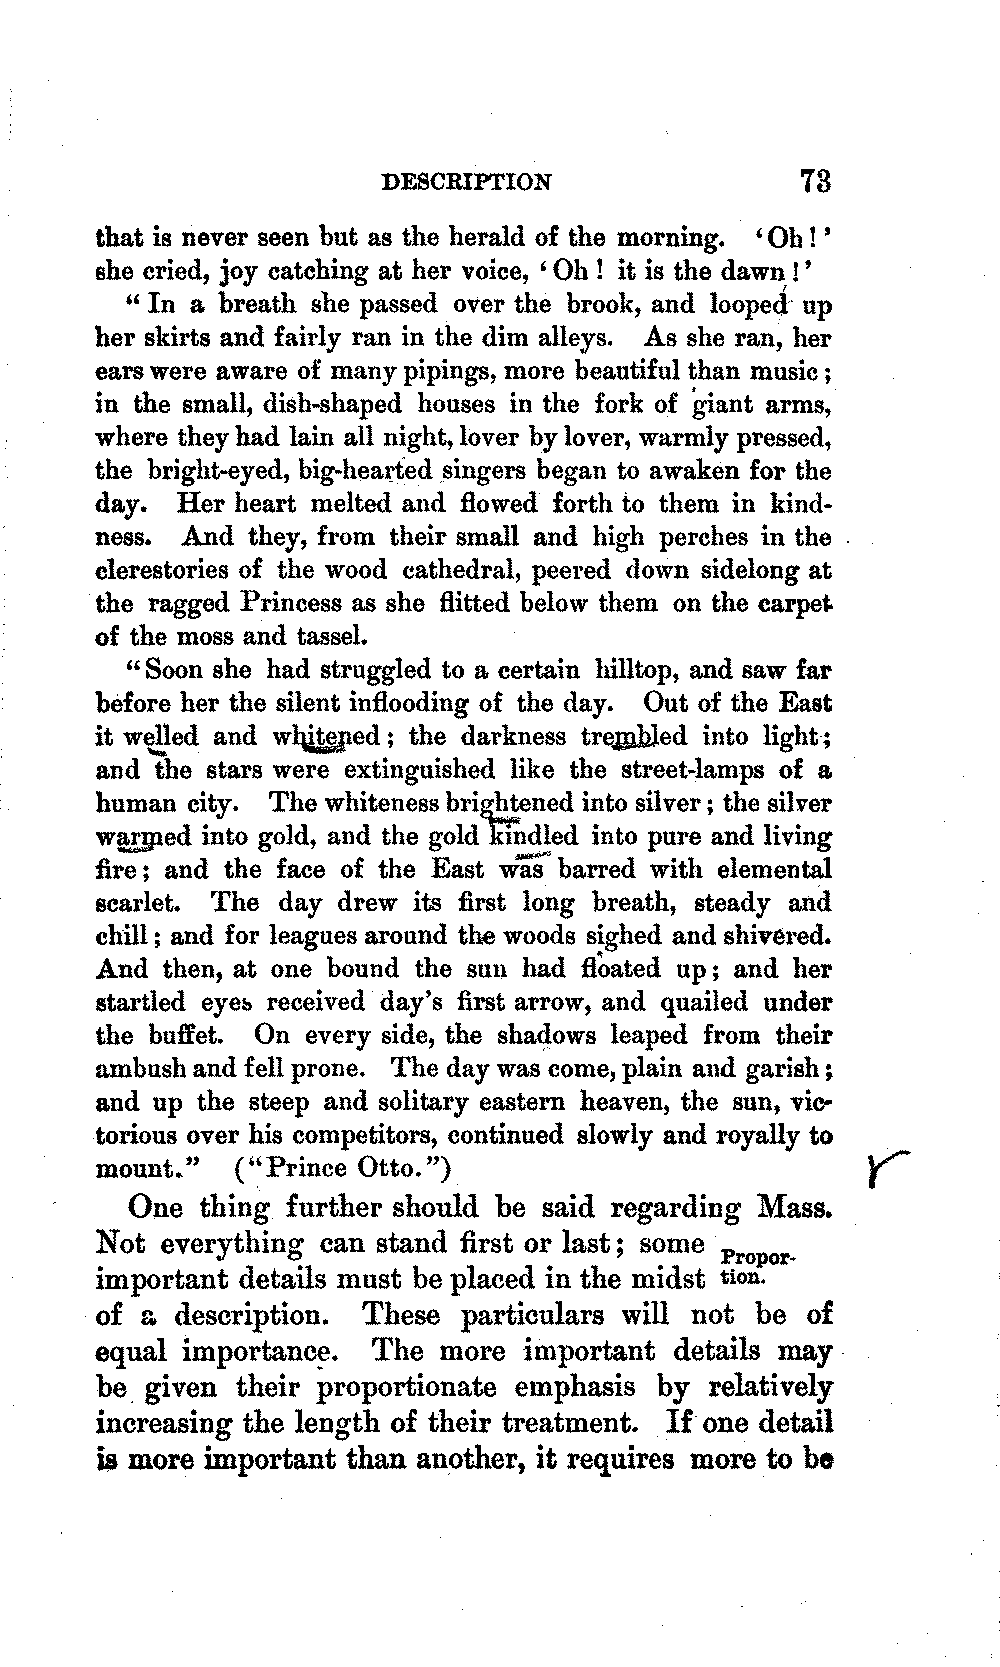 DESCRIPTION 73
that is never seen but as the herald of the morning. ‘Oh!’
she cried, joy catching at her voice, ‘Oh! it is the dawn!’
“In a breath she passed over the brook, and looped up
her skirts and fairly ran in the dim alleys. As she ran, her
ears were aware of many pipings, more beautiful than music;
in the small, dish-shaped houses in the fork of giant arms,
where they had lain all night, lover by lover, warmly pressed,
the bright-eyed, big-hearted singers began to awaken for the
day. Her heart melted and flowed forth to them in kind-
ness. And they, from their small and high perches in the
clerestories of the wood cathedral, peered down sidelong at
the ragged Princess as she flitted below them on the carpet
of the moss and tassel.
“Soon she had struggled to a certain hilltop, and saw far
before her the silent inflooding of the day. Out of the East
it welled and whitened; the darkness trembled into light;
and the stars were extinguished like the street-lamps of a
human city. The whiteness brightened into silver; the silver
warmed into gold, and the gold kindled into pure and living
fire; and the face of the East was barred with elemental
scarlet. The day drew its first long breath, steady and
chill; and for leagues around the woods sighed and shivered.
And then, at one bound the sun had floated up; and her
startled eyes received day’s first arrow, and quailed under
the buffet. On every side, the shadows leaped from their
ambush and fell prone. The day was come, plain and garish;
and up the steep and solitary eastern heaven, the sun, vic-
torious over his competitors, continued slowly and royally to
mount.” (“Prince Otto.”)
r
One thing further should be said regarding Mass.
Not everything can stand first or last; some
important details must be placed in the midst
Propor-
tion.
of a description. These particulars will not be of
equal importance. The more important details may
be given their proportionate emphasis by relatively
increasing the length of their treatment. If one detail
is more important than another, it requires more to be